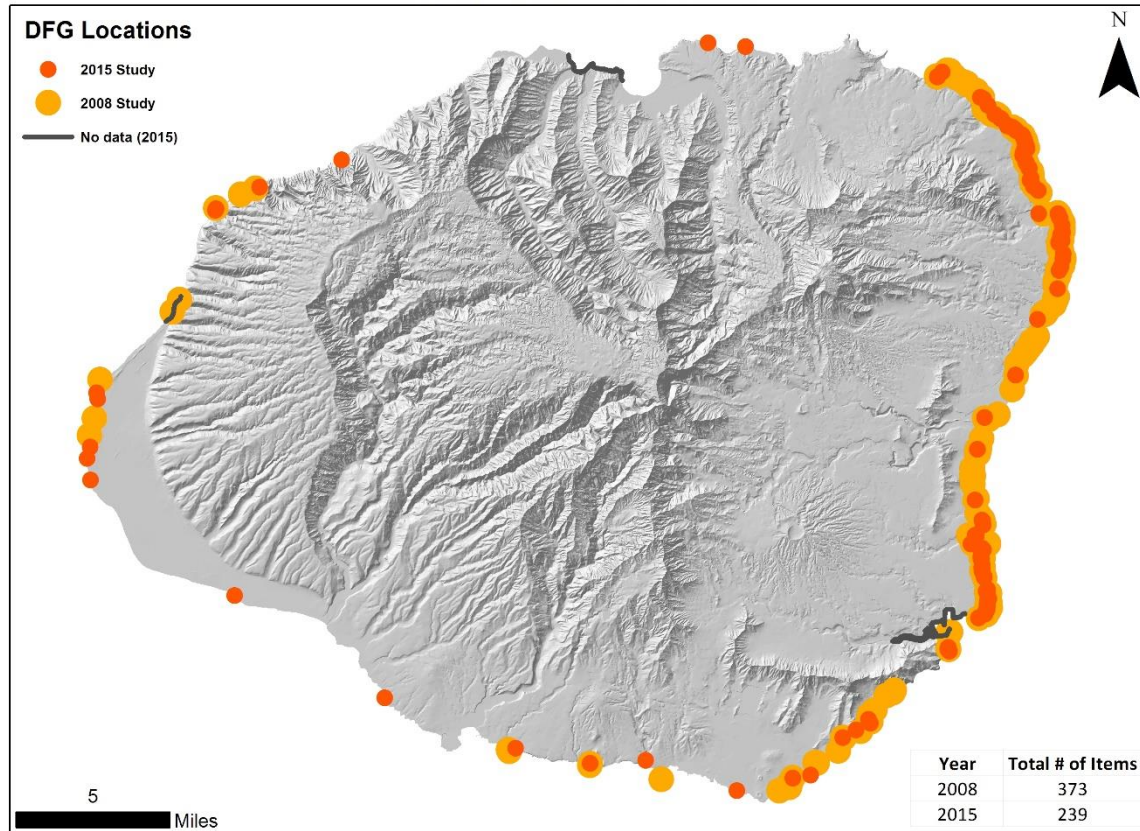 DFG Locations
2015 Study
2008 Study
No data (2015)
N
5
Miles
Year Total # of Items
2008 373
2015 239